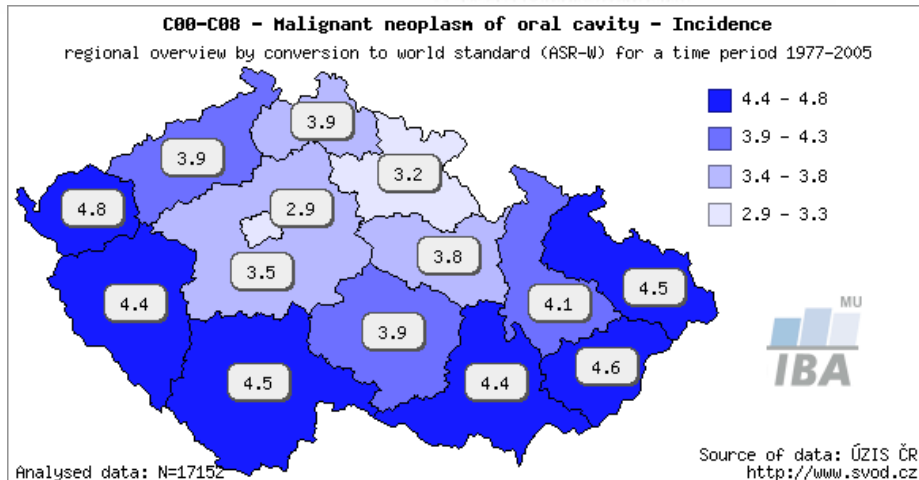 C00-C08 - Malignant neoplasm of oral cavity - Incidence
regional overview by conversion to world standard (ASR-W) for a time period 1977-2005
4.4 - 4.8
3.9 - 4.3
3.4 - 3.8
2.9 - 3.3
3.9
3.9
3.2
4.8
2.9
3.8
3.5
4.5
4.4
4.1
3.9
4.6
4.5
4.4
MU
IBA
Analysed data: N=17152
Source of data: ÚZIS ČR
http://www.svod.cz